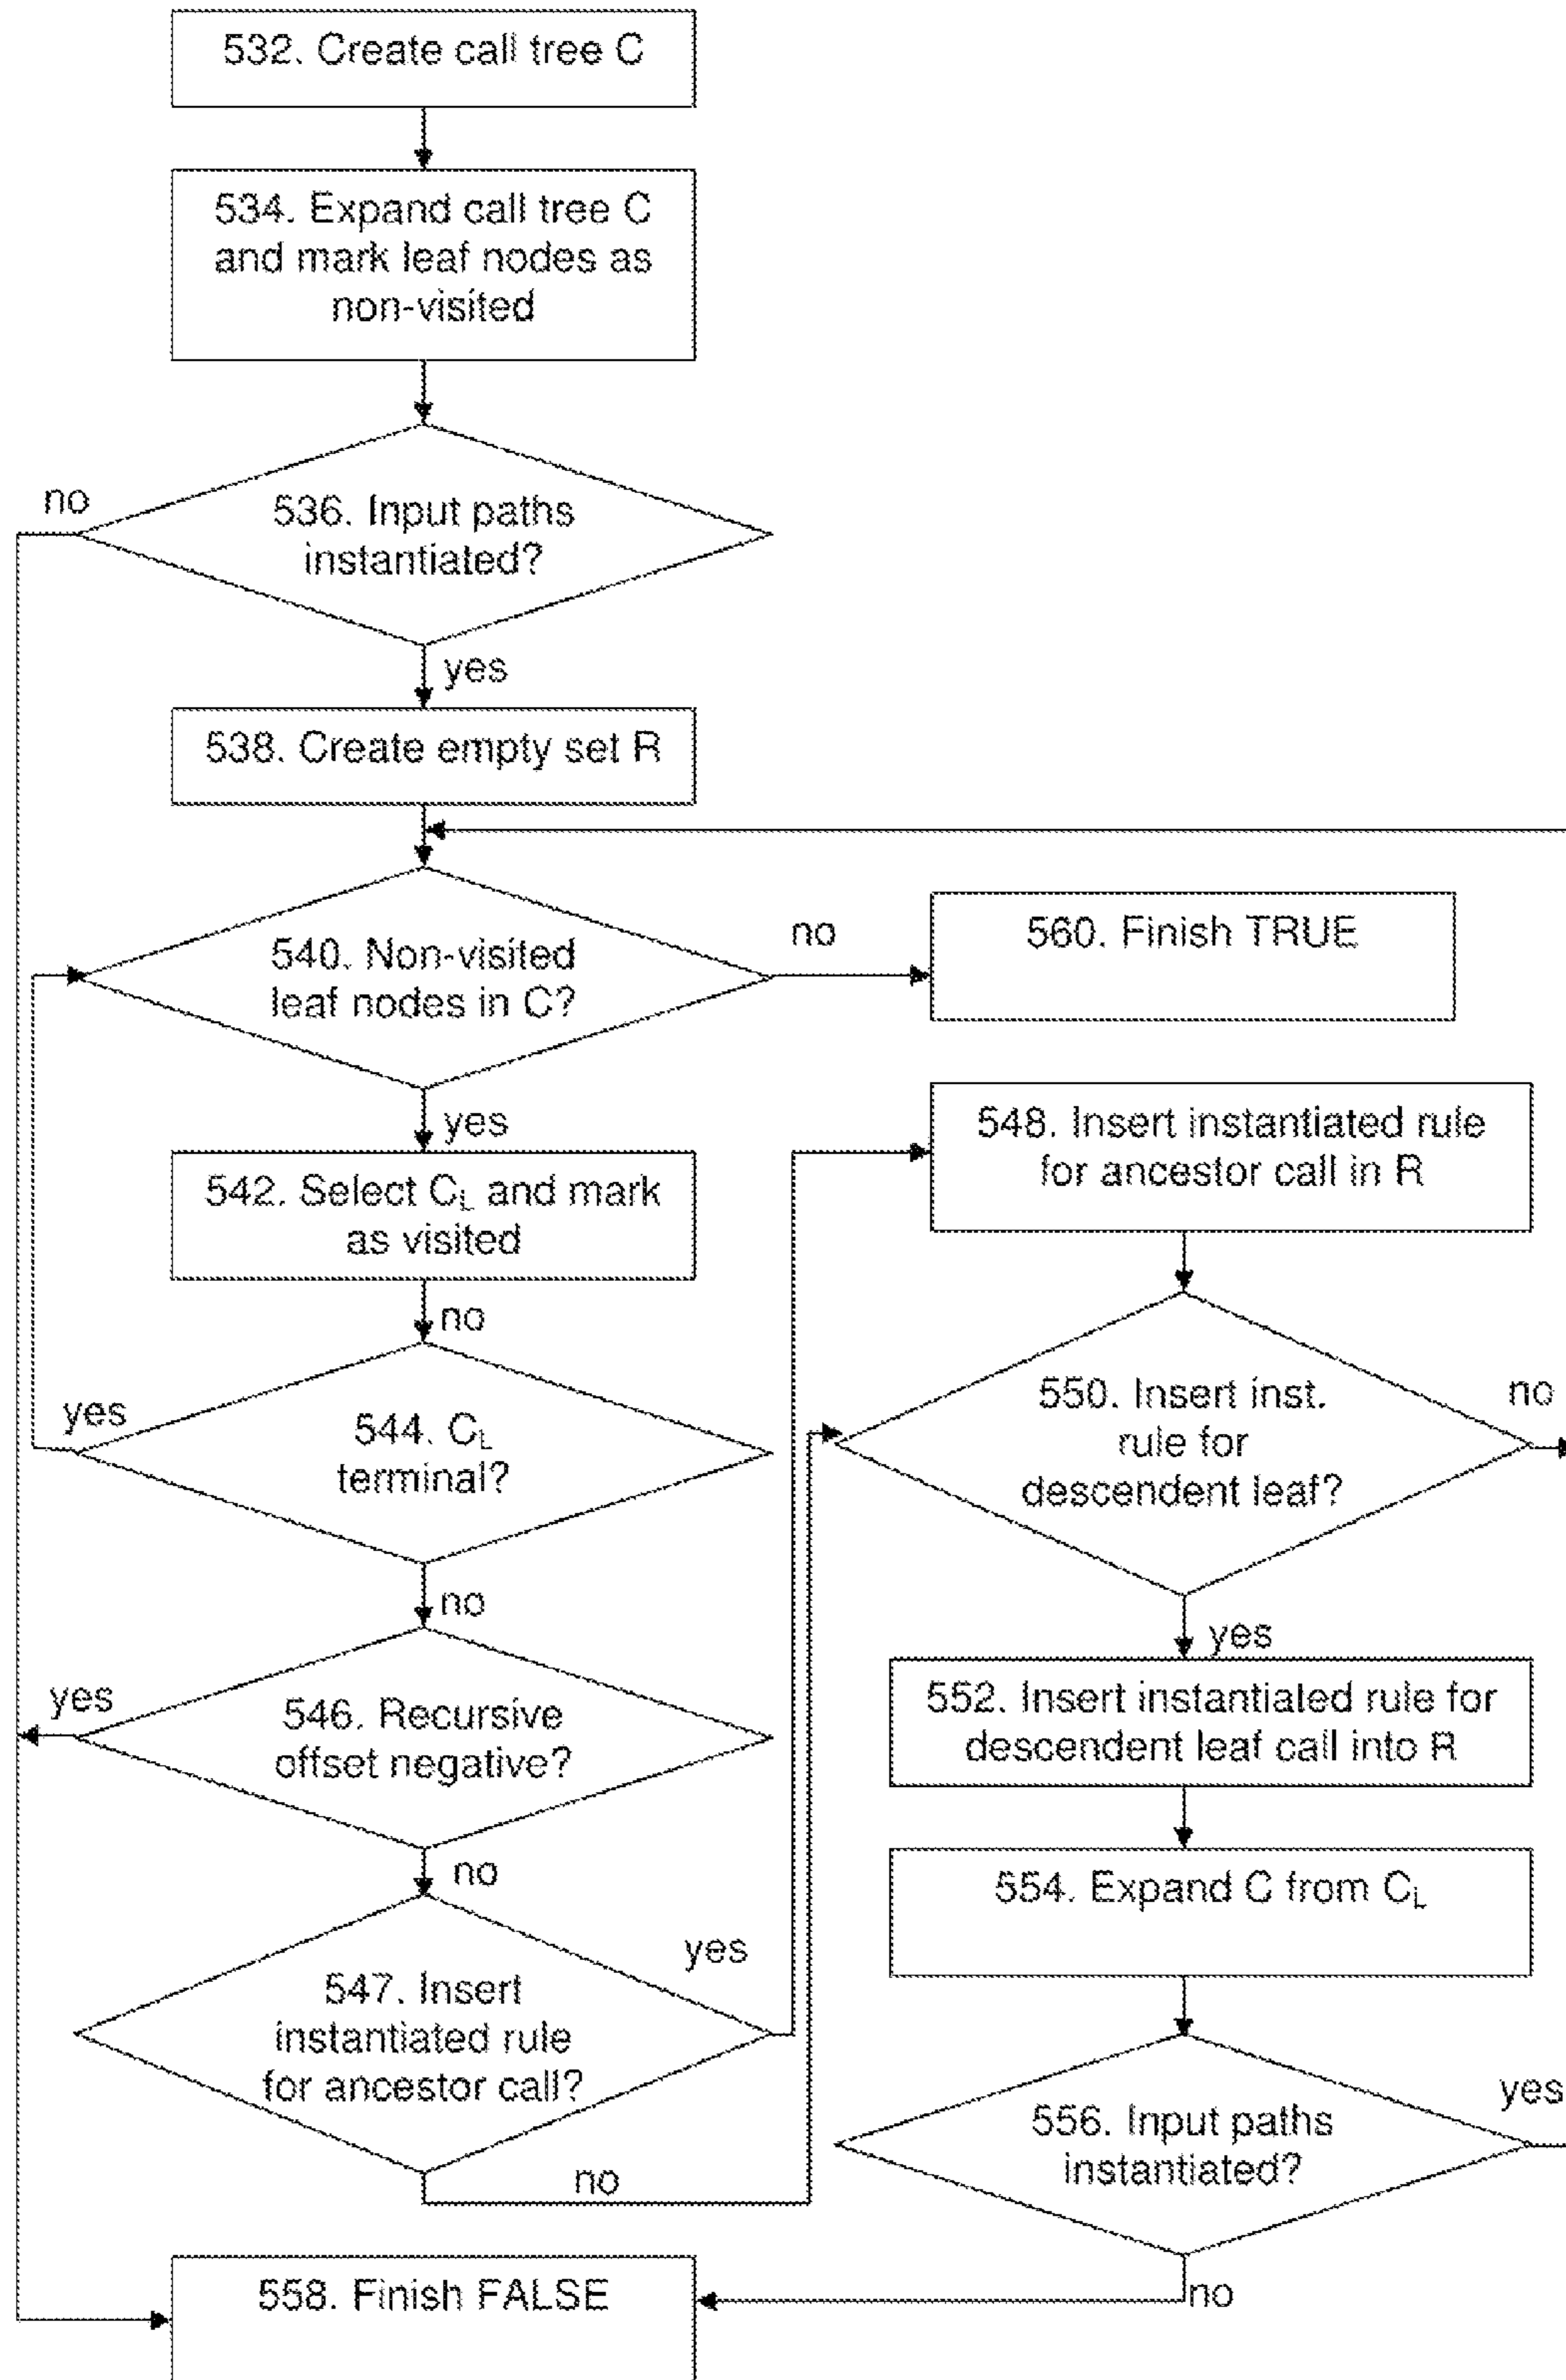 532. Create call tree C
534. Expand call tree C
and mark leaf nodes as
non-visited
no
536. Input paths
instantiated?
yes
538. Create empty set R
540. Non-visited
leaf nodes in C?
no
560. Finish TRUE
yes
542. Select CL and mark
as visited
no
yes
544. CL
terminal?
no
yes
546. Recursive
offset negative?
no
yes
547. Insert
instantiated rule
for ancestor call?
no
548. Insert instantiated rule
for ancestor call in R
550. Insert inst.
rule for
descendent leaf?
no
yes
552. Insert instantiated rule for
descendent leaf call into R
554. Expand C from CL
556. Input paths
instantiated?
yes
no
558. Finish FALSE